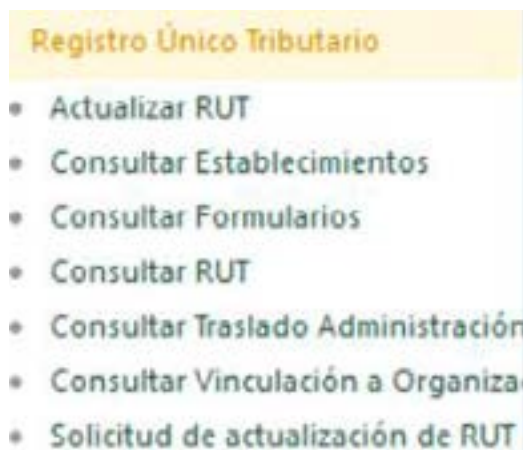 Registro Único Tributario
Actualizar RUT
Consultar Establecimientos
Consultar Formularios
Consultar RUT
Consultar Traslado Administración
Consultar Vinculación a Organiza
Solicitud de actualización de RUT